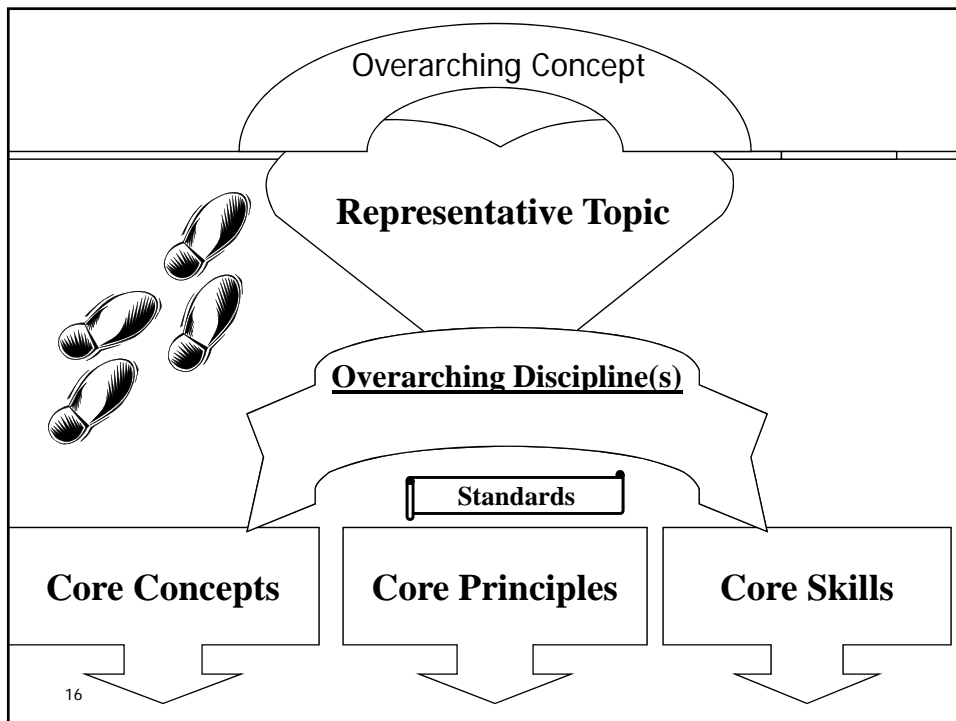 Overarching Concept
Representative Topic
Overarching Discipline(s)
Standards
Core Concepts
Core Principles
Core Skills
16